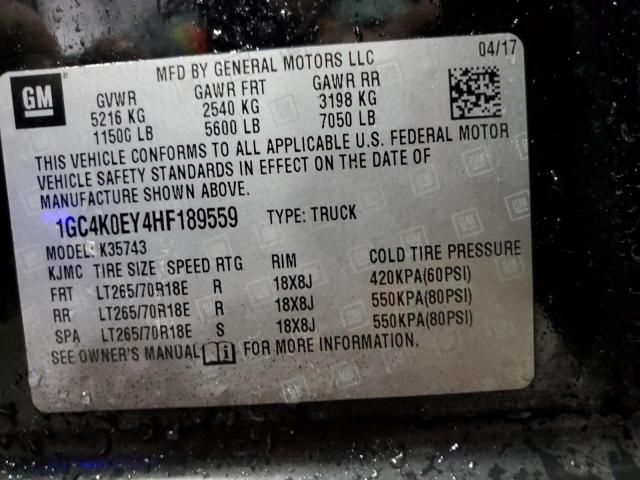 GM
MFD BY GENERAL MOTORS LLC
04/17
GVWR GAWR FRT GAWR RR
5216 KG 2540 KG 3198 KG
11500 LB 5600 LB 7050 LB
THIS VEHICLE CONFORMS TO ALL APPLICABLE U.S. FEDERAL MOTOR
VEHICLE SAFETY STANDARDS IN EFFECT ON THE DATE OF
MANUFACTURE SHOWN ABOVE.
1GC4K0EY4HF189559 TYPE: TRUCK
MODEL: K35743
KJMC TIRE SIZE SPEED RTG RIM COLD TIRE PRESSURE
FRT LT265/70R18E R 18X8J 420KPA(60PSI)
RR LT265/70R18E R 18X8J 550KPA(80PSI)
SPA LT265/70R18E S 18X8J 550KPA(80PSI)
SEE OWNER'S MANUAL FOR MORE INFORMATION.